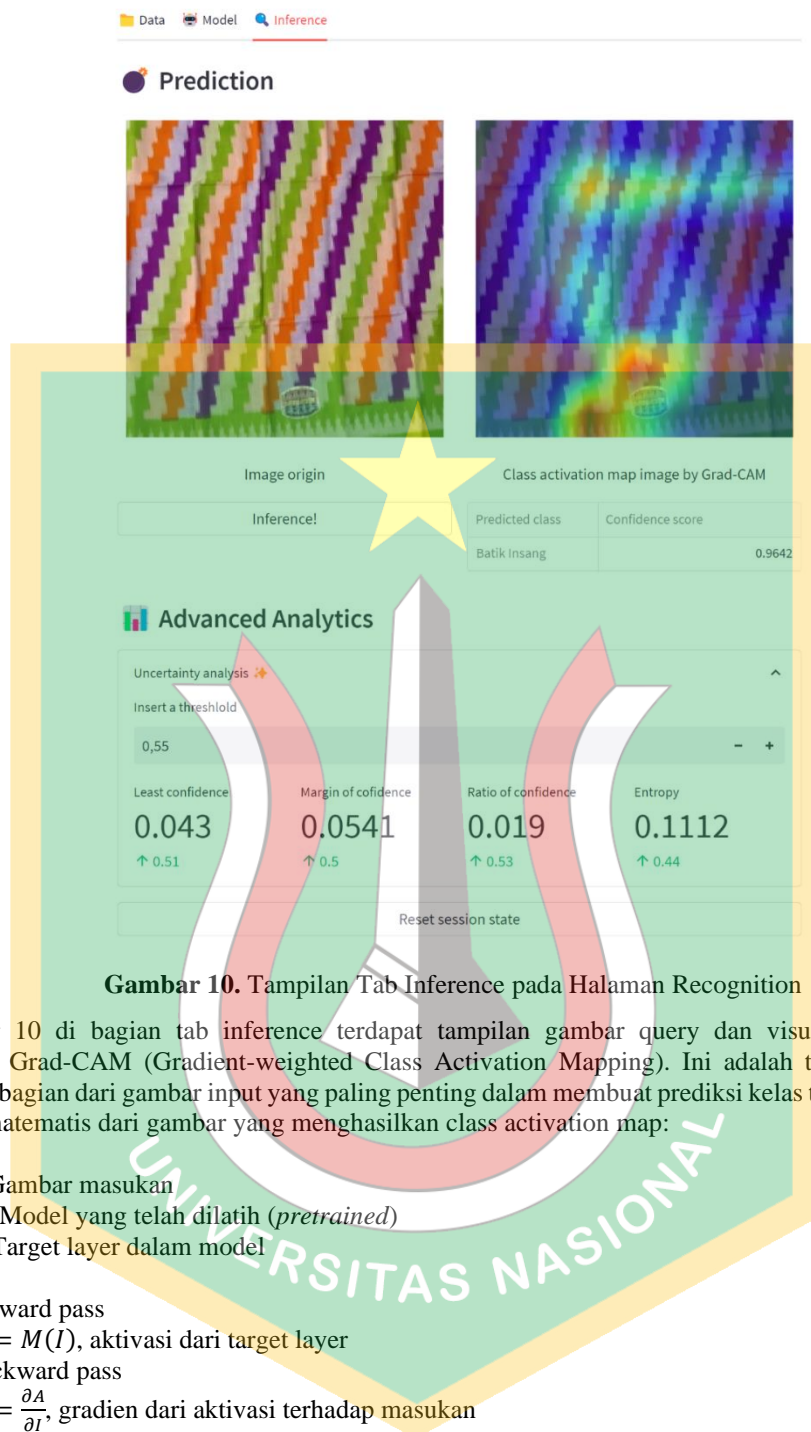 Data Model Inference
Prediction
Image origin
Class activation map image by Grad-CAM
Inference!
Predicted class Confidence score
Batik Insang 0.9642
Advanced Analytics
Uncertainty analysis
Insert a threshlold
0,55 - +
Least confidence Margin of cofidence Ratio of confidence Entropy
0.043 0.0541 0.019 0.1112
↑ 0.51 ↑ 0.5 ↑ 0.53 ↑ 0.44
Reset session state
Gambar 10. Tampilan Tab Inference pada Halaman Recognition
10 di bagian tab inference terdapat tampilan gambar query dan
Grad-CAM (Gradient-weighted Class Activation Mapping). Ini adalah
bagian dari gambar input yang paling penting dalam membuat prediksi kelas
dari gambar yang menghasilkan class activation map:
Gambar masukan
Model yang telah dilatih (pretrained)
Target layer dalam model
pass
= M(I), aktivasi dari target layer
pass
= ∂A/∂I, gradien dari aktivasi terhadap masukan
UNIVERSITAS NASIONAL